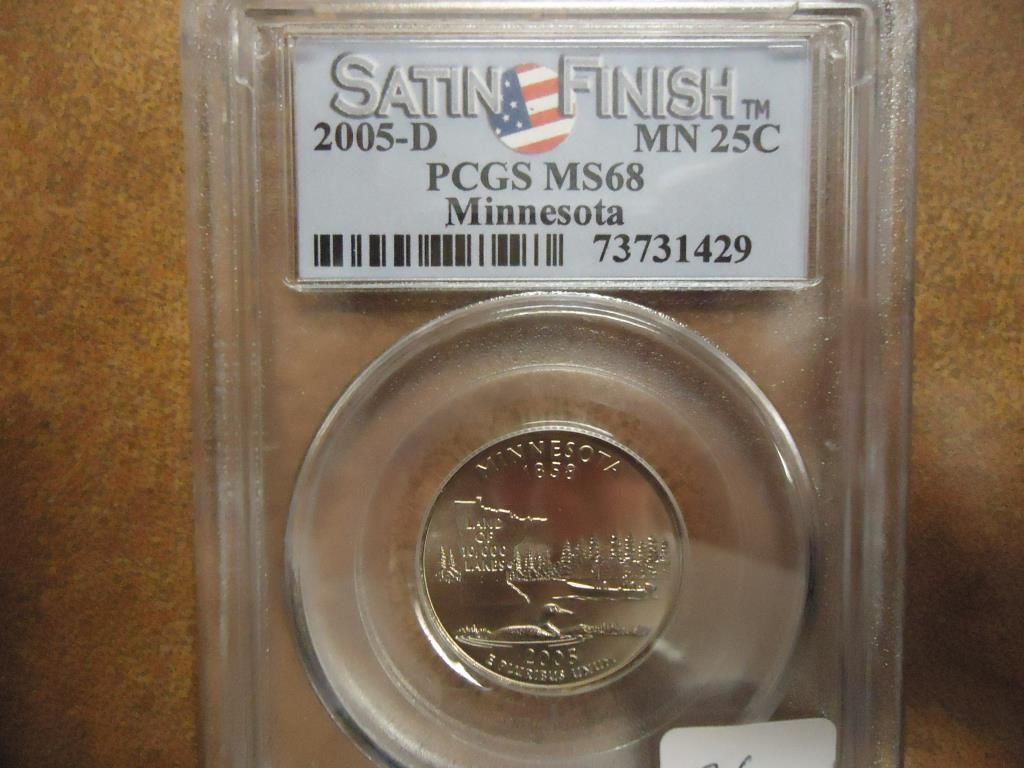 SATIN FINISH™
2005-D MN 25C
PCGS MS68
Minnesota
73731429
MINNESOTA
1858
LAND
OF
10,000
LAKES
2005
E PLURIBUS UNUM